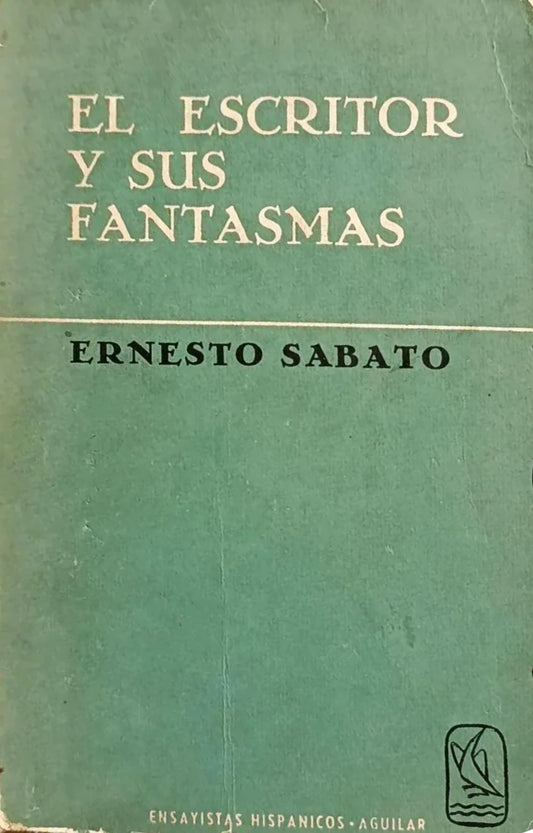 EL ESCRITOR
Y SUS
FANTASMAS
ERNESTO SABATO
ENSAYISTAS HISPANICOS • AGUILAR